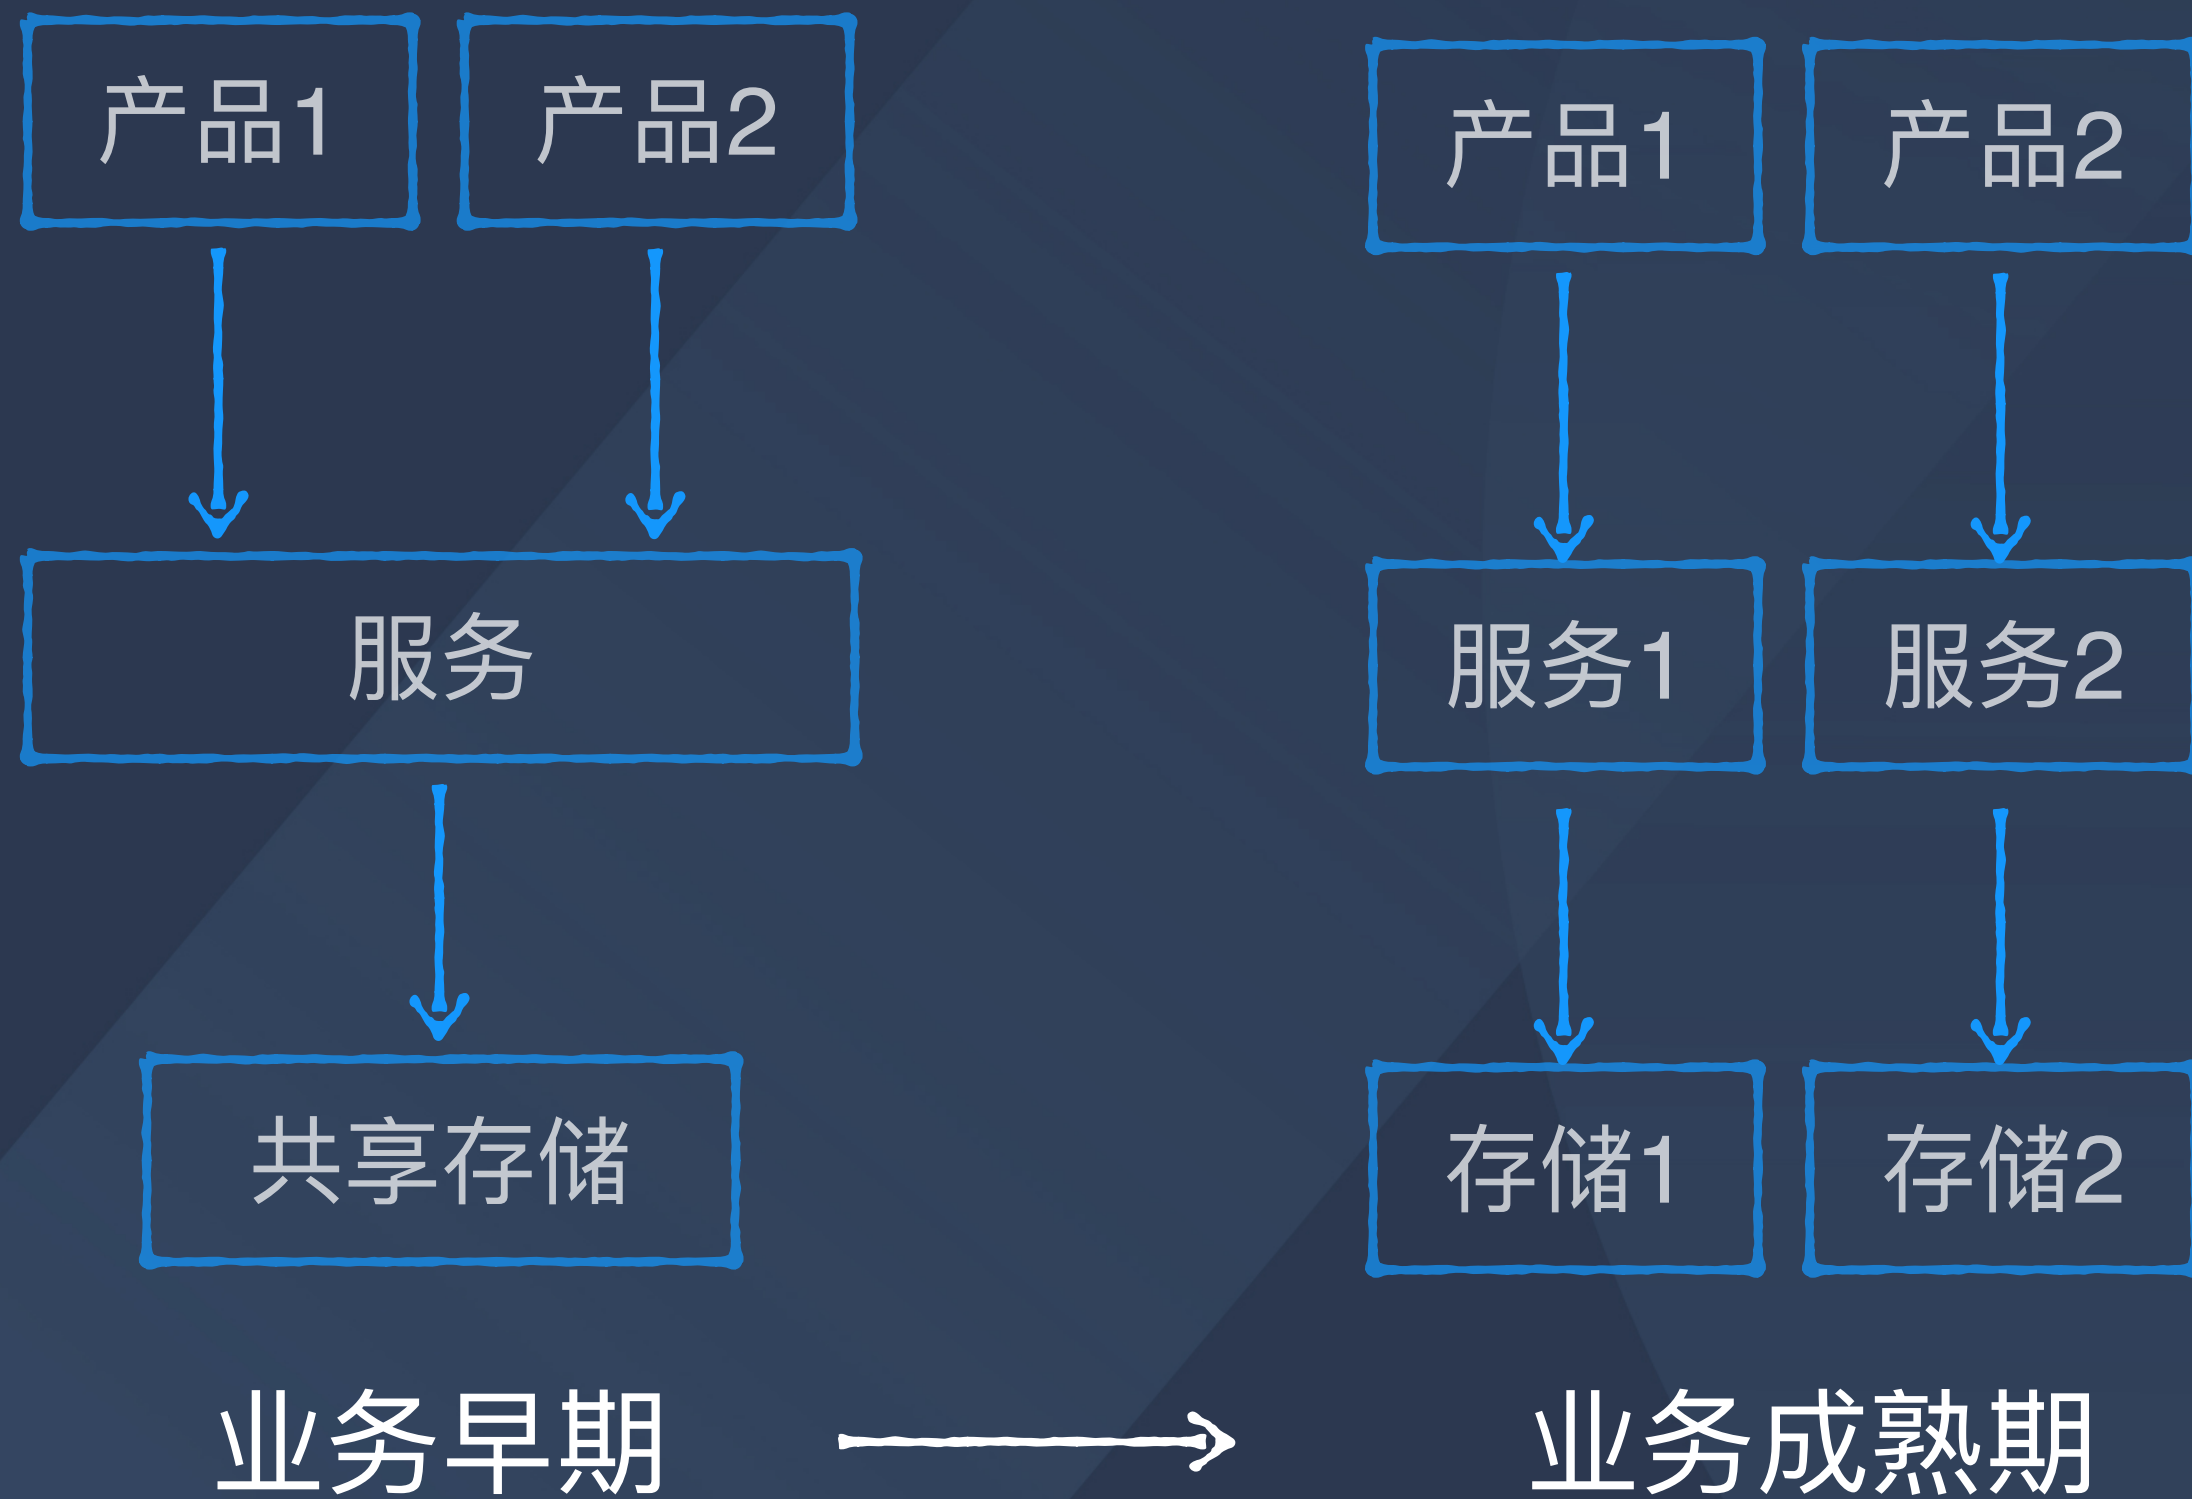 产品1
产品2
服务
共享存储
业务早期
产品1
产品2
服务1
服务2
存储1
存储2
业务成熟期